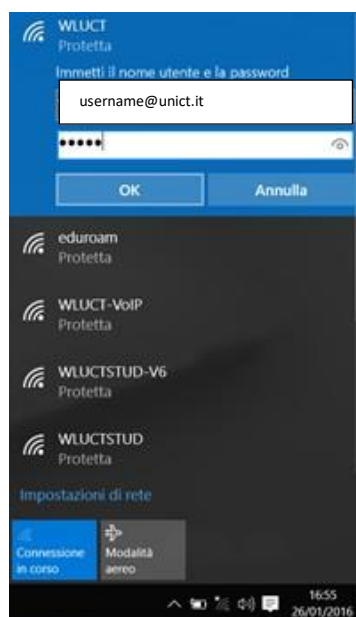 WLUCT
Protetta
Immetti il nome utente e la password
username@unict.it
•••••
OK Annulla
eduroam
Protetta
WLUCT-VoIP
Protetta
WLUCTSTUD-V6
Protetta
WLUCTSTUD
Protetta
Impostazioni di rete
Connessione
in corso
Modalità
aereo
16:55
26/01/2016